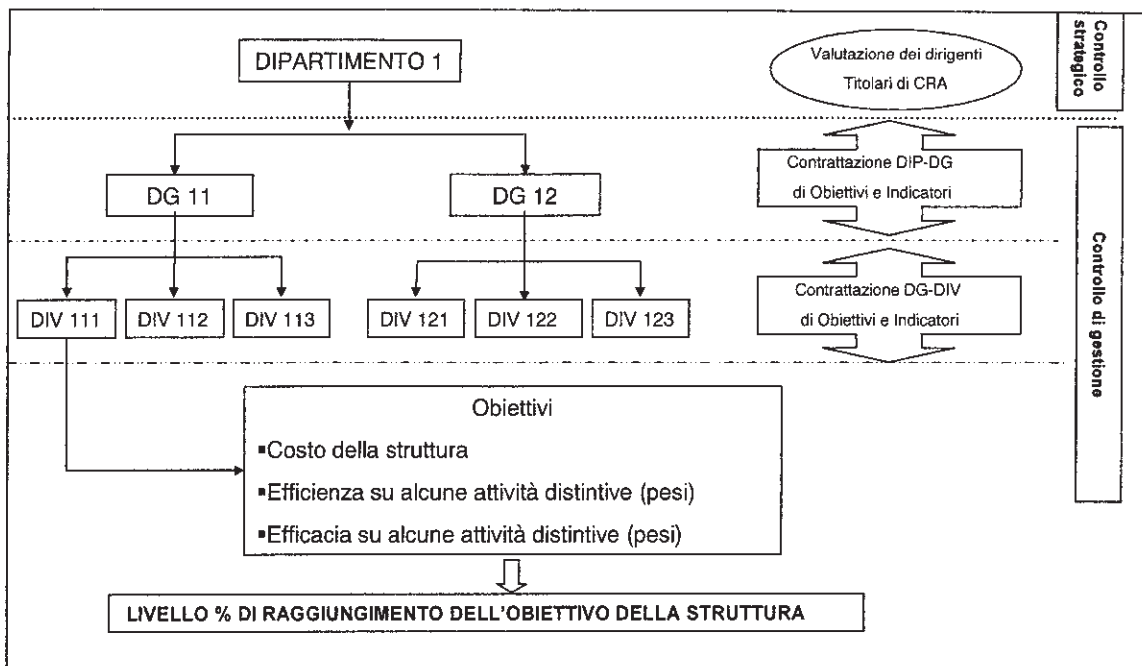 DIPARTIMENTO 1
Valutazione dei dirigenti
Titolari di CRA
Controllo
strategico
DG 11
DG 12
Contrattazione DIP-DG
di Obiettivi e Indicatori
DIV 111
DIV 112
DIV 113
DIV 121
DIV 122
DIV 123
Contrattazione DG-DIV
di Obiettivi e Indicatori
Controllo di gestione
Obiettivi
▪Costo della struttura
▪Efficienza su alcune attività distintive (pesi)
▪Efficacia su alcune attività distintive (pesi)
LIVELLO % DI RAGGIUNGIMENTO DELL'OBIETTIVO DELLA STRUTTURA